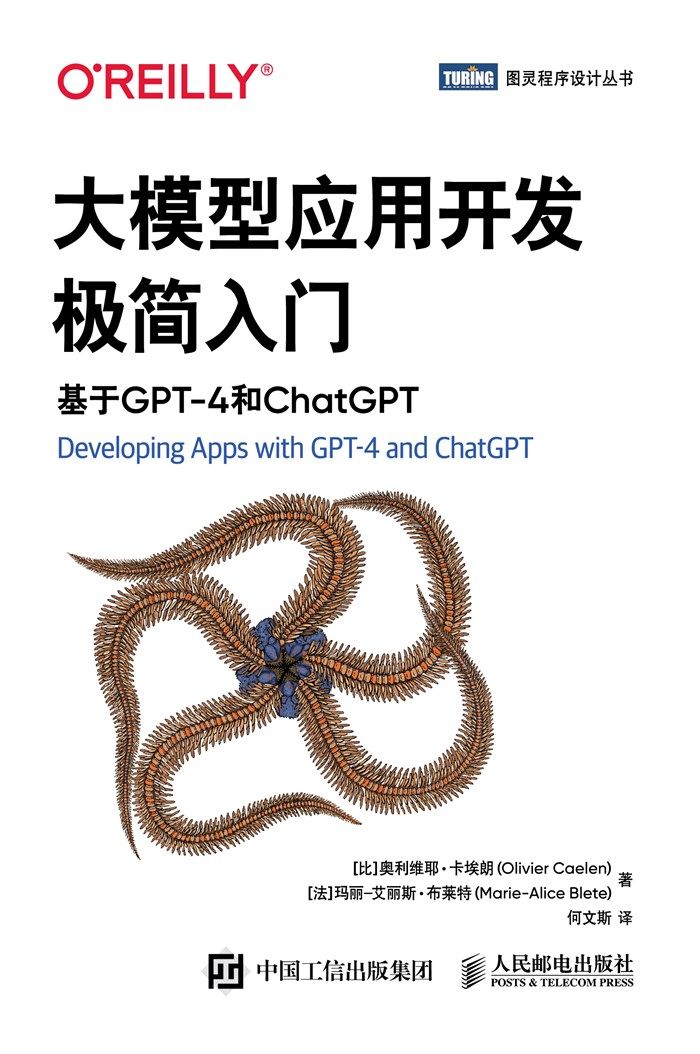 O'REILLY®
TURING 图灵程序设计丛书
大模型应用开发
极简入门
基于GPT-4和ChatGPT
Developing Apps with GPT-4 and ChatGPT
[比]奥利维耶·卡埃朗 (Olivier Caelen)
[法]玛丽–艾丽斯·布莱特 (Marie-Alice Blete) 著
何文斯 译
中国工信出版集团
人民邮电出版社
POSTS & TELECOM PRESS